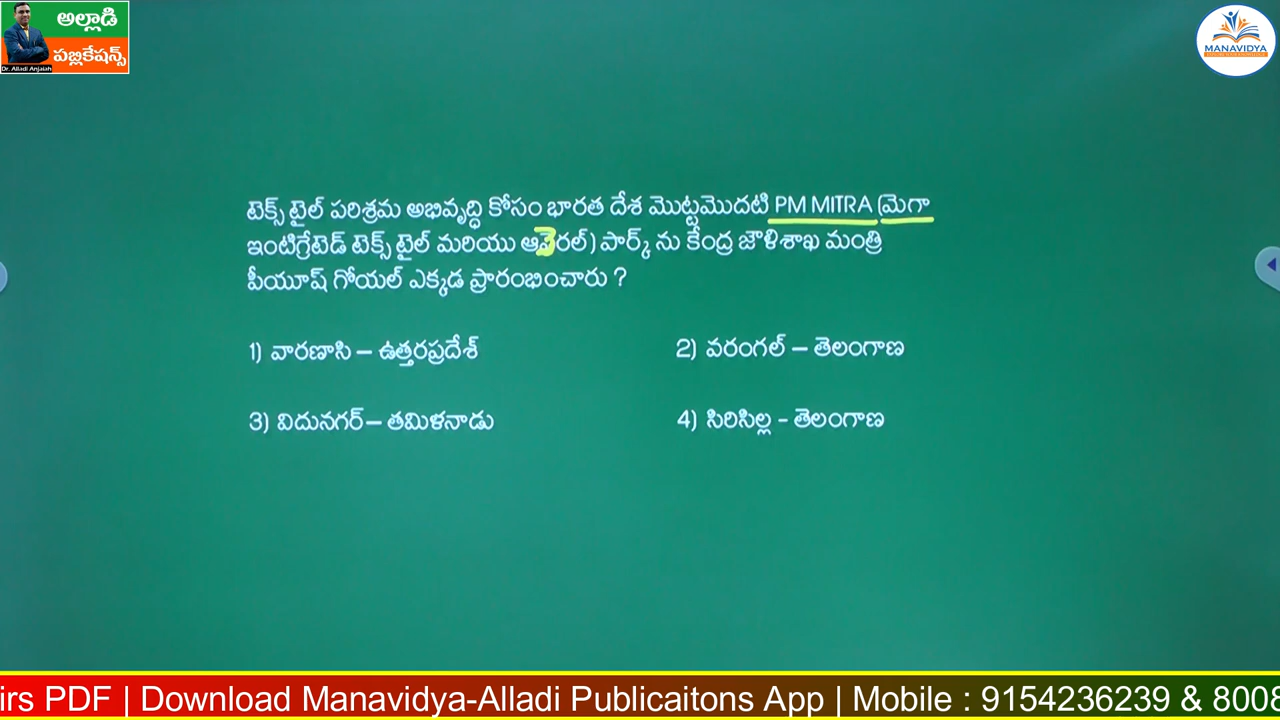 అల్లాడి
పబ్లికేషన్స్
Dr. Alladi Anjaiah
MANAVIDYA
టెక్స్ టైల్ పరిశ్రమ అభివృద్ధి కోసం భారత దేశ మొట్టమొదటి PM MITRA (మెగా
ఇంటిగ్రేటెడ్ టెక్స్ టైల్ మరియు ఆపెరల్) పార్క్ ను కేంద్ర జౌళిశాఖ మంత్రి
పీయూష్ గోయల్ ఎక్కడ ప్రారంభించారు ?
1) వారణాసి – ఉత్తరప్రదేశ్
2) వరంగల్ – తెలంగాణ
3) విదునగర్– తమిళనాడు
4) సిరిసిల్ల - తెలంగాణ
irs PDF | Download Manavidya-Alladi Publicaitons App | Mobile : 9154236239 & 8008